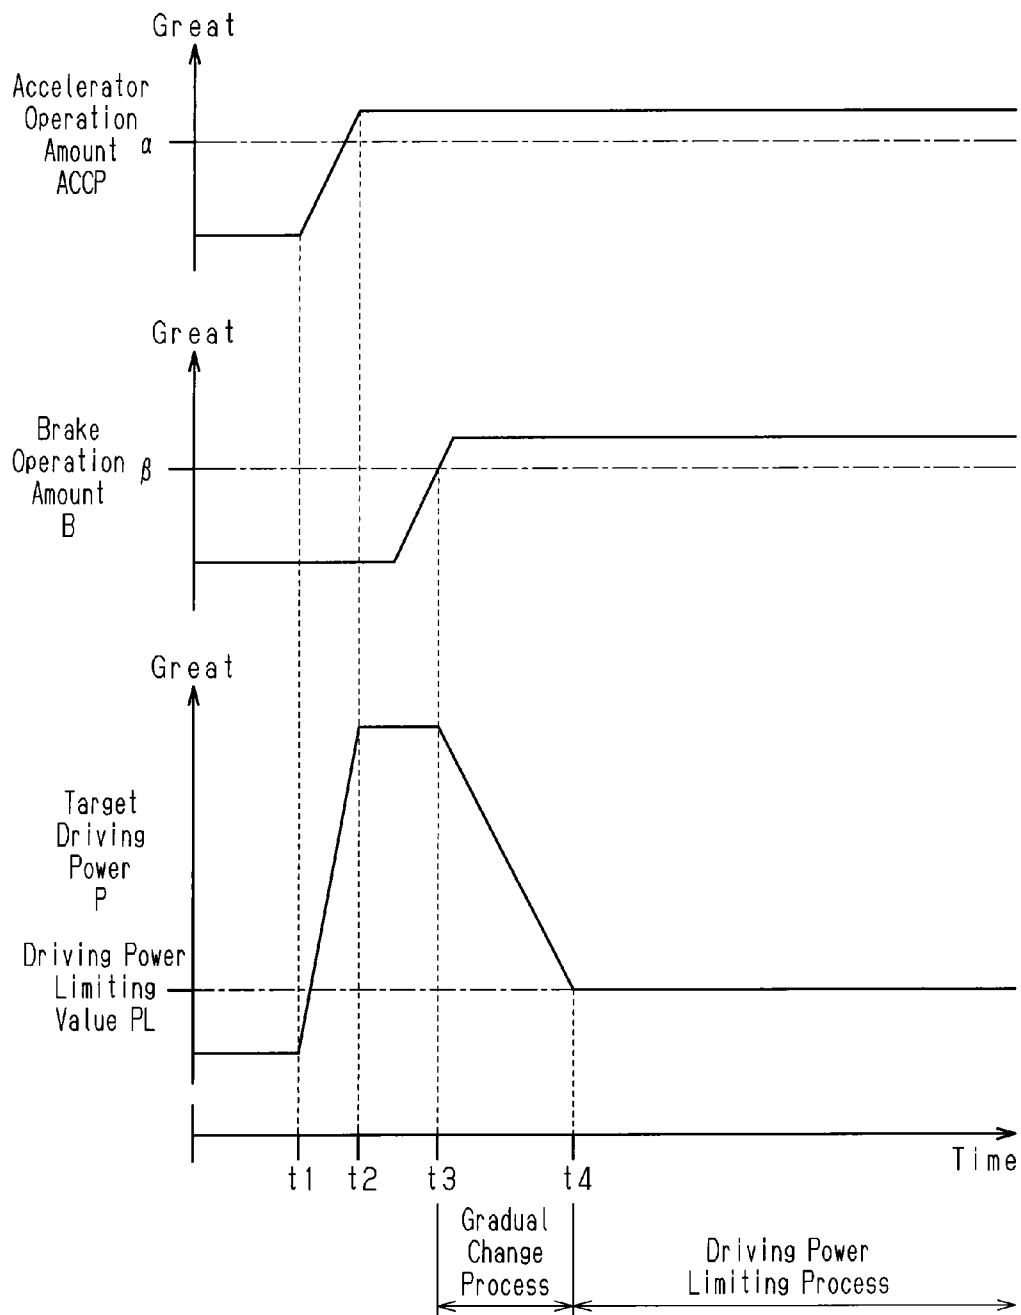 Great
Accelerator
Operation
Amount α
ACCP
Great
Brake
Operation β
Amount
B
Great
Target
Driving
Power
P
Driving Power
Limiting
Value PL
Time
t1 t2 t3 t4
Gradual
Change
Process
Driving Power
Limiting Process